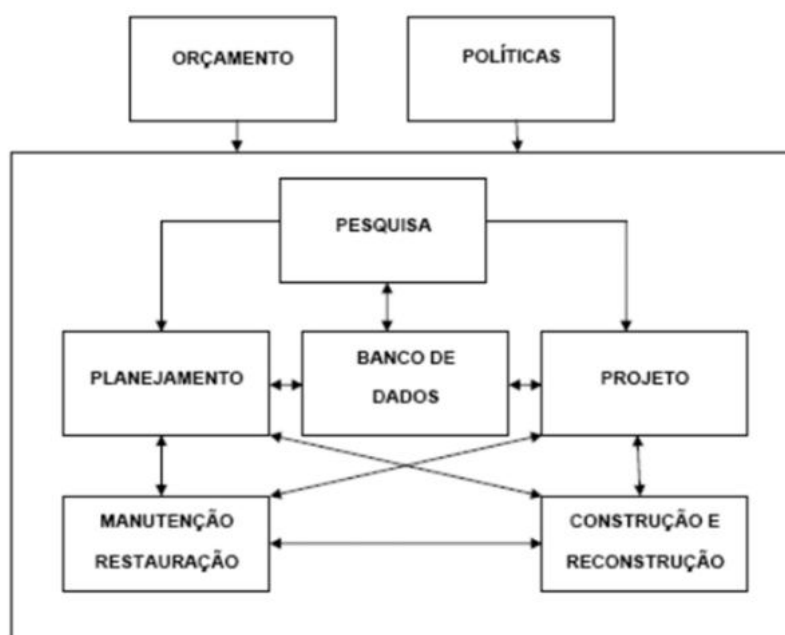 ORÇAMENTO
POLÍTICAS
PESQUISA
PLANEJAMENTO
BANCO DE
DADOS
PROJETO
MANUTENÇÃO
RESTAURAÇÃO
CONSTRUÇÃO E
RECONSTRUÇÃO